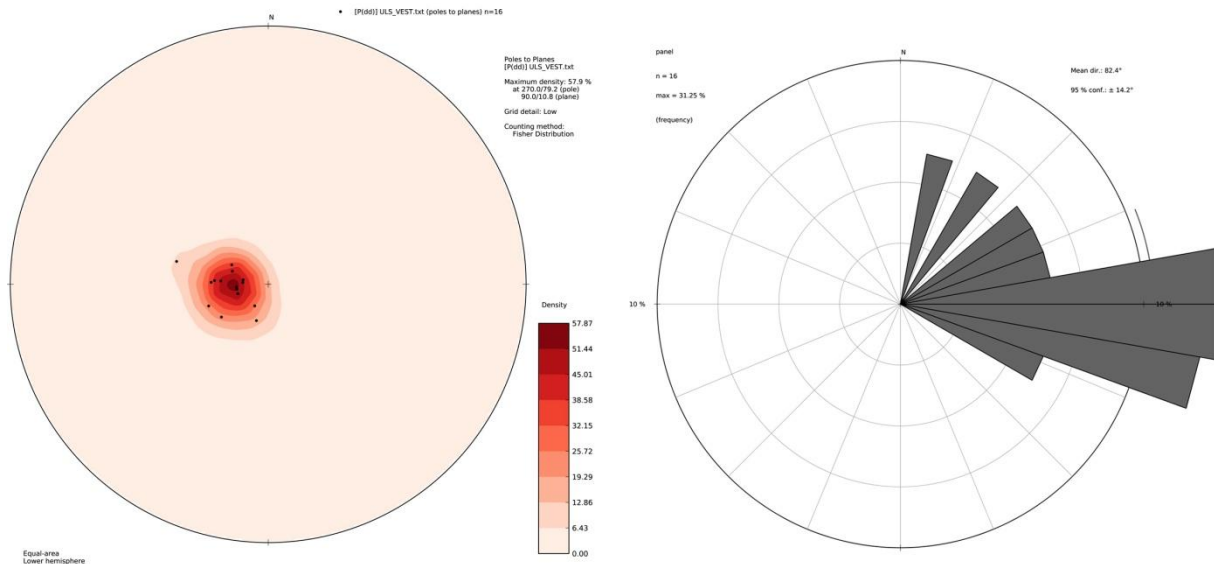 [P(dd)] ULS_VEST.txt (poles to planes) n=16
N
Poles to Planes
[P(dd)] ULS_VEST.txt
Maximum density: 57.9 %
at 270.0/79.2 (pole)
90.0/10.8 (plane)
Grid detail: Low
Counting method:
Fisher Distribution
Density
57.87
51.44
45.01
38.58
32.15
25.72
19.29
12.86
6.43
0.00
Equal-area
Lower hemisphere
panel
n = 16
max = 31.25 %
(frequency)
N
Mean dir.: 82.4°
95 % conf.: ± 14.2°
10 %
10 %